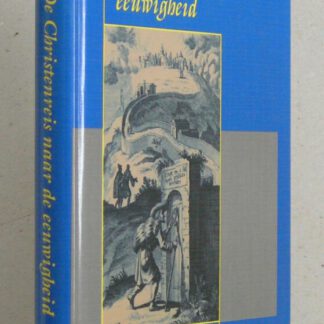 eeuwigheid
De Christenreis naar de eeuwigheid